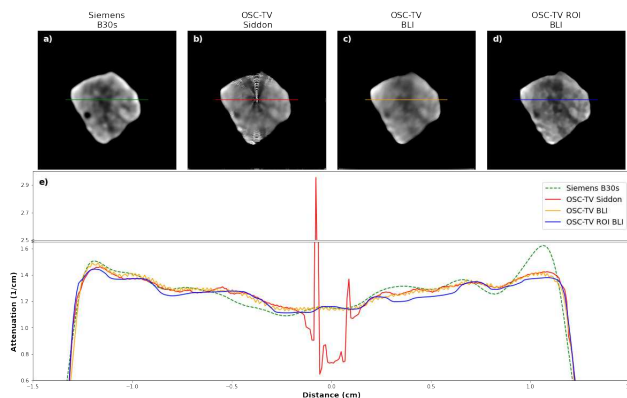 Siemens
B30s
OSC-TV
Siddon
OSC-TV
BLI
OSC-TV ROI
BLI
a)
b)
c)
d)
e)
Siemens B30s
OSC-TV Siddon
OSC-TV BLI
OSC-TV ROI BLI
2.9
2.7
2.5
1.6
1.4
1.2
1.0
0.8
0.6
Attenuation (1/cm)
−1.5 −1.0 −0.5 0.0 0.5 1.0
Distance (cm)